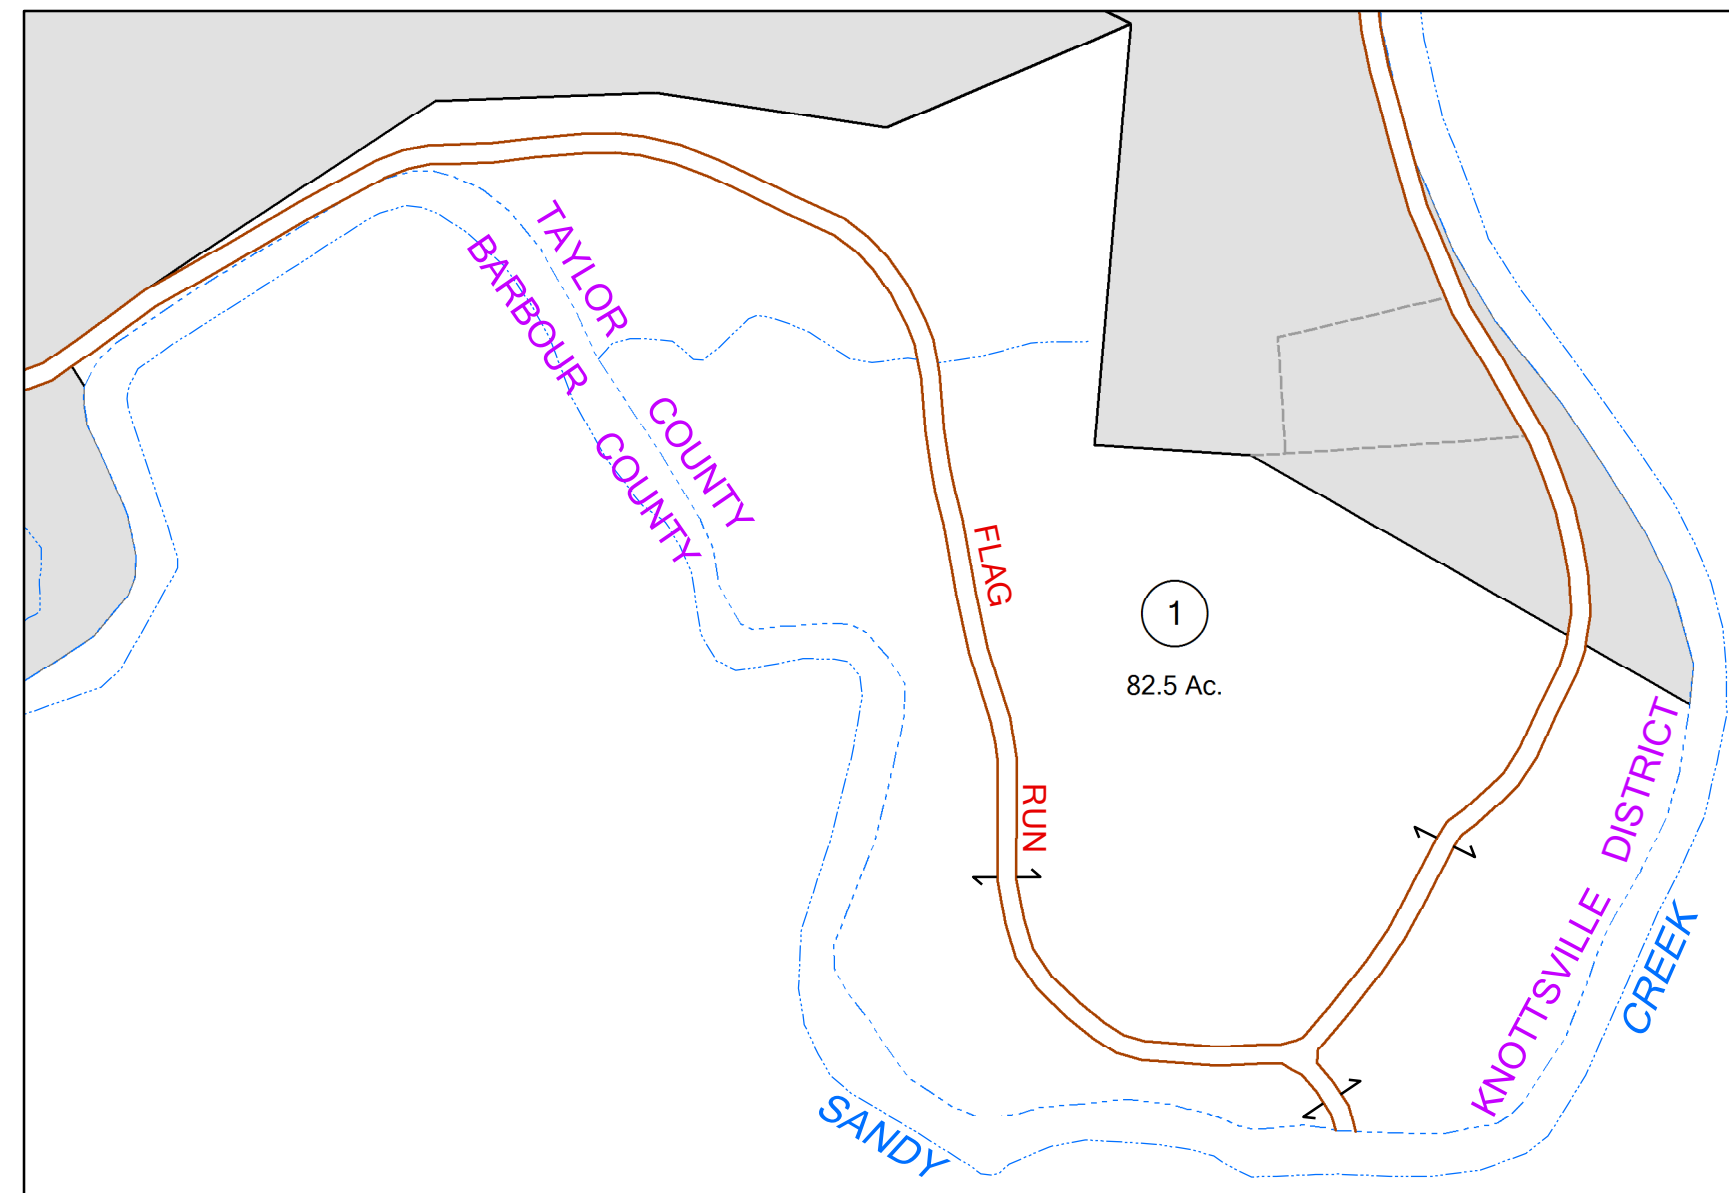 TAYLOR COUNTY
BARBOUR COUNTY
FLAG RUN
1
82.5 Ac.
KNOTTSVILLE DISTRICT
SANDY CREEK